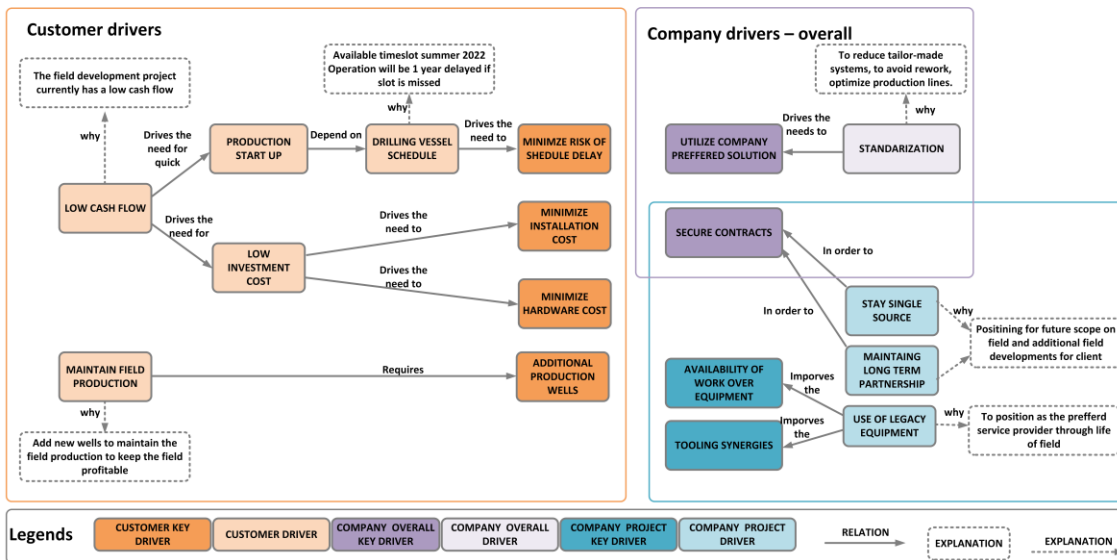 Customer drivers
The field development project
currently has a low cash flow
why
Available timeslot summer 2022
Operation will be 1 year delayed if
slot is missed
why
Drives the
need for
quick
PRODUCTION
START UP
Depend on
DRILLING VESSEL
SCHEDULE
Drives the
need to
MINIMZE RISK OF
SHEDULE DELAY
LOW CASH FLOW
Drives the
need for
LOW
INVESTMENT
COST
Drives the
need to
MINIMIZE
INSTALLATION
COST
Drives the
need to
MINIMIZE
HARDWARE COST
MAINTAIN FIELD
PRODUCTION
Requires
ADDITIONAL
PRODUCTION
WELLS
why
Add new wells to maintain the
field production to keep the field
profitable
Company drivers – overall
To reduce tailor-made
systems, to avoid rework,
optimize production lines.
why
Drives the
needs to
UTILIZE COMPANY
PREFFERED SOLUTION
STANDARIZATION
SECURE CONTRACTS
In order to
STAY SINGLE
SOURCE
In order to
why
Positining for future scope on
field and additional field
developments for client
MAINTAING
LONG TERM
PARTNERSHIP
AVAILABILITY OF
WORK OVER
EQUIPMENT
Imporves
the
USE OF LEGACY
EQUIPMENT
why
To position as the prefferd
service provider through life
of field
Imporves
the
TOOLING SYNERGIES
Legends
CUSTOMER KEY
DRIVER
CUSTOMER DRIVER
COMPANY OVERALL
KEY DRIVER
COMPANY OVERALL
DRIVER
COMPANY PROJECT
KEY DRIVER
COMPANY PROJECT
DRIVER
RELATION
EXPLANATION
EXPLANATION